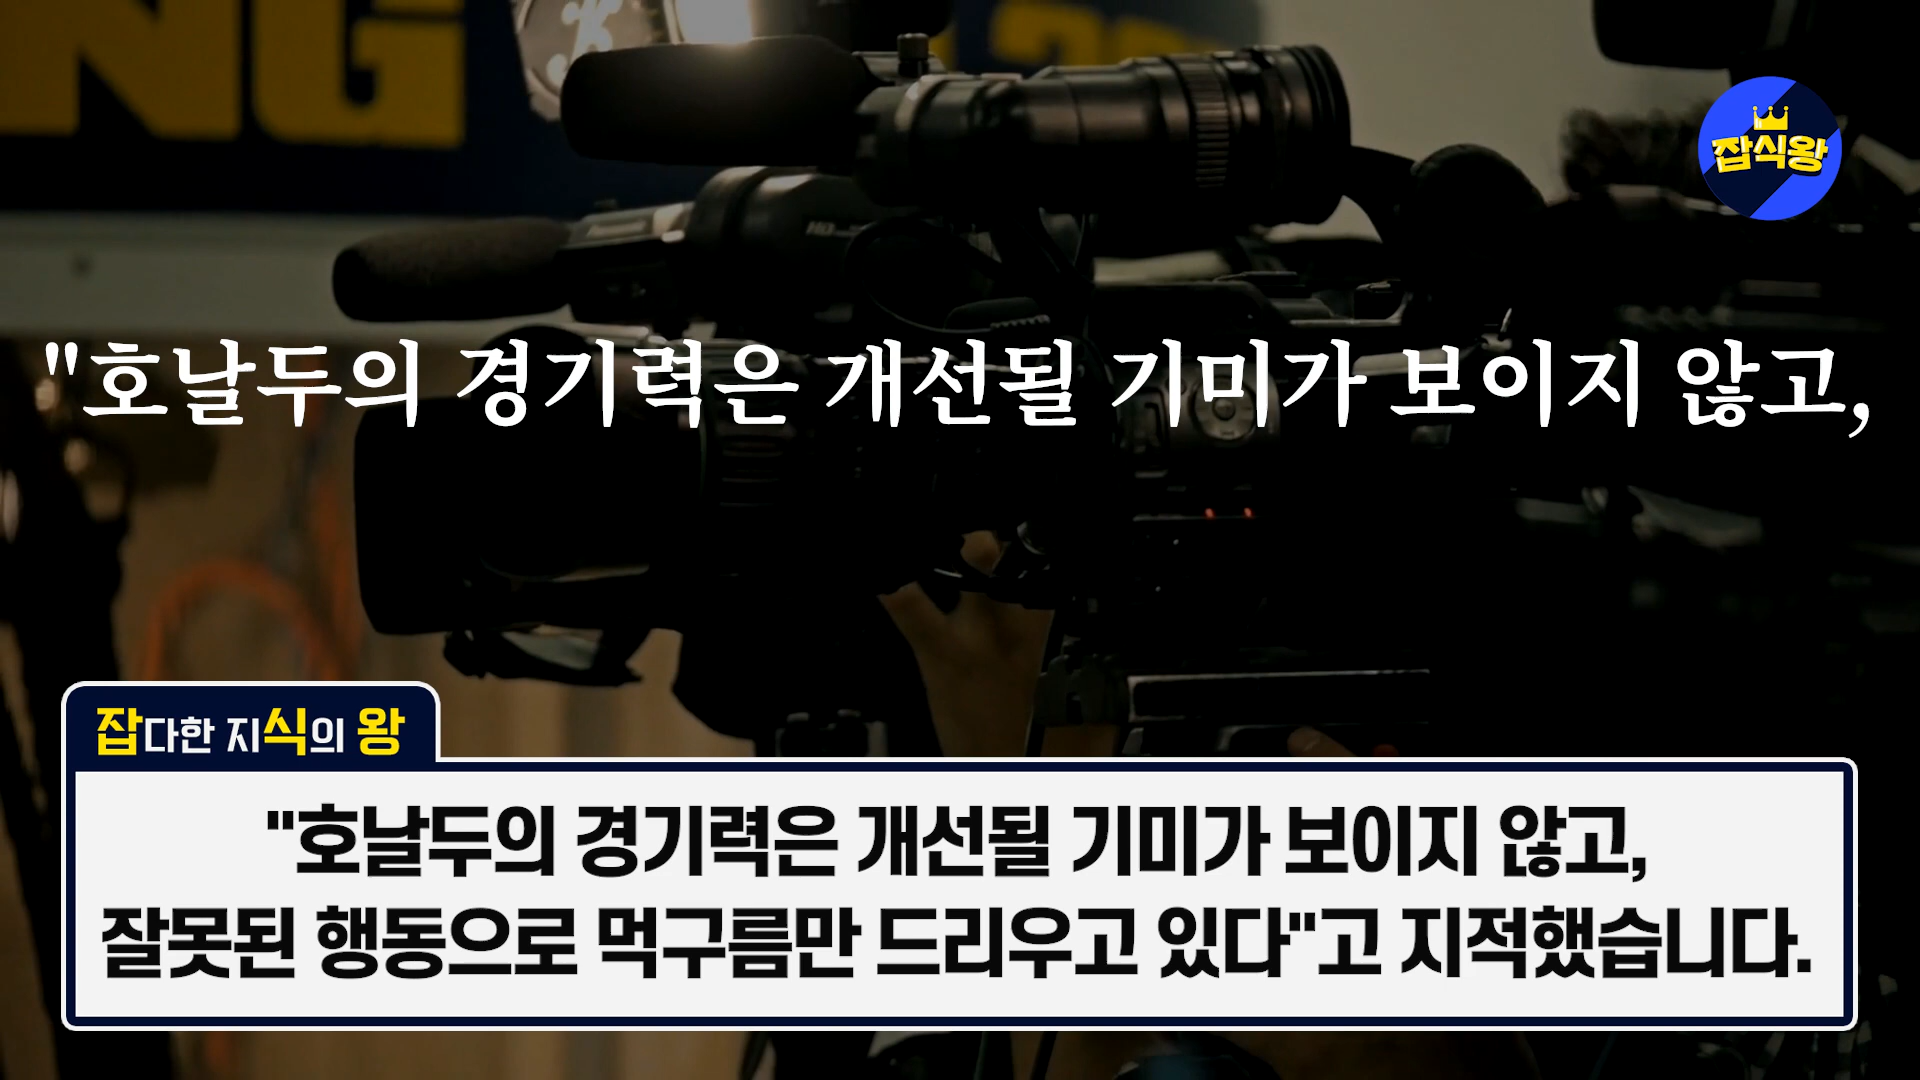 NG
잡식왕
"호날두의 경기력은 개선될 기미가 보이지 않고,
잡다한 지식의 왕
"호날두의 경기력은 개선될 기미가 보이지 않고,
잘못된 행동으로 먹구름만 드리우고 있다"고 지적했습니다.